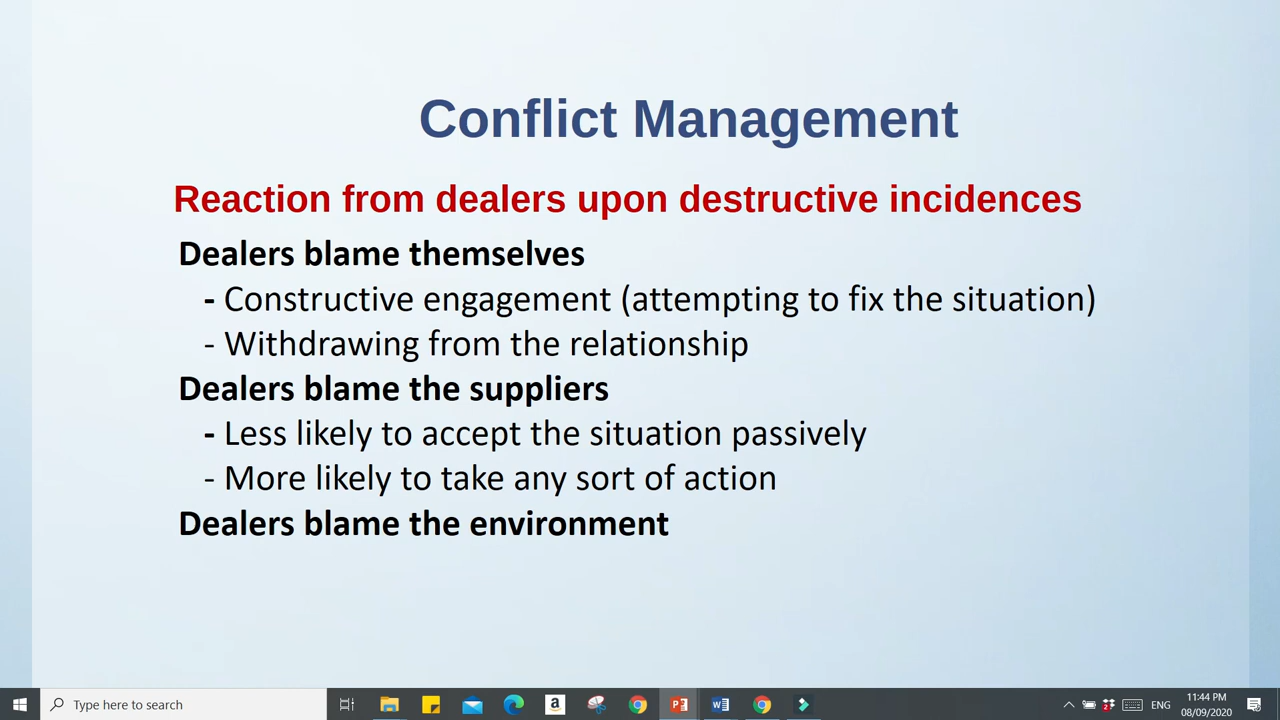 Conflict Management
Reaction from dealers upon destructive incidences
Dealers blame themselves
- Constructive engagement (attempting to fix the situation)
- Withdrawing from the relationship
Dealers blame the suppliers
- Less likely to accept the situation passively
- More likely to take any sort of action
Dealers blame the environment
Type here to search
ENG
11:44 PM
08/09/2020